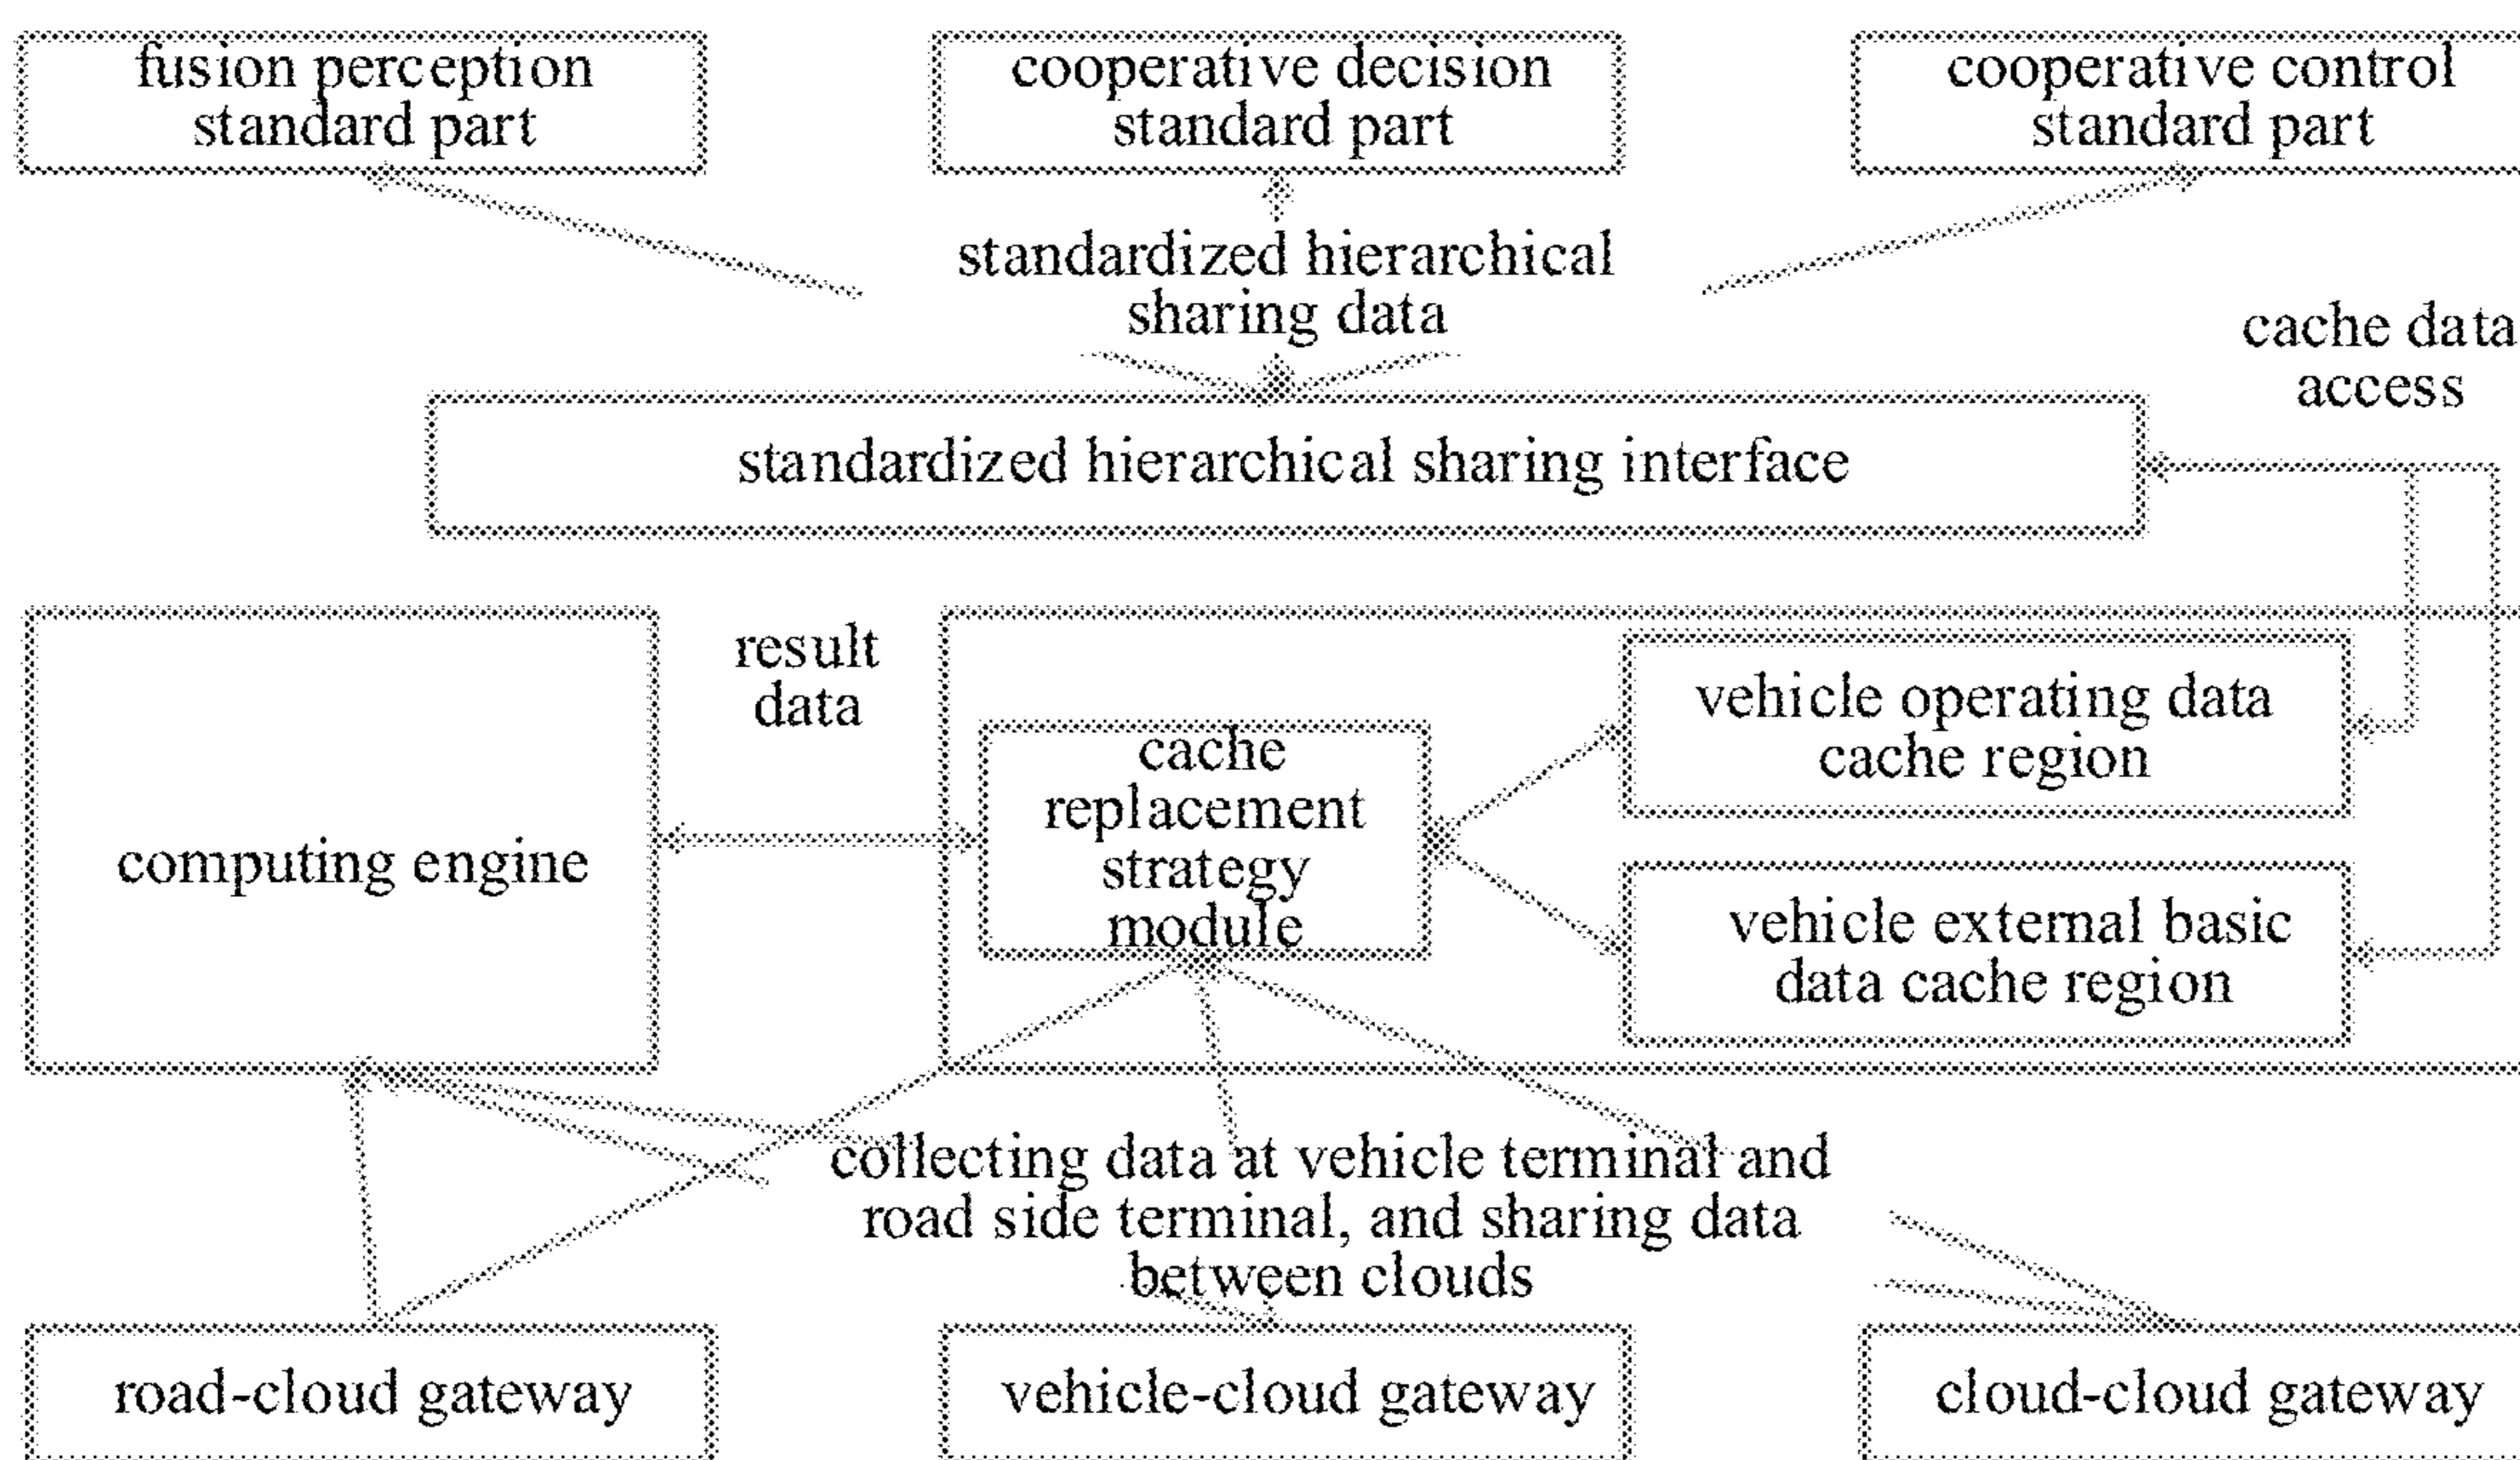 fusion perception
standard part
cooperative decision
standard part
cooperative control
standard part
standardized hierarchical
sharing data
cache data
access
standardized hierarchical sharing interface
result
data
computing engine
cache
replacement
strategy
module
vehicle operating data
cache region
vehicle external basic
data cache region
collecting data at vehicle terminal and
road side terminal, and sharing data
between clouds
road-cloud gateway
vehicle-cloud gateway
cloud-cloud gateway